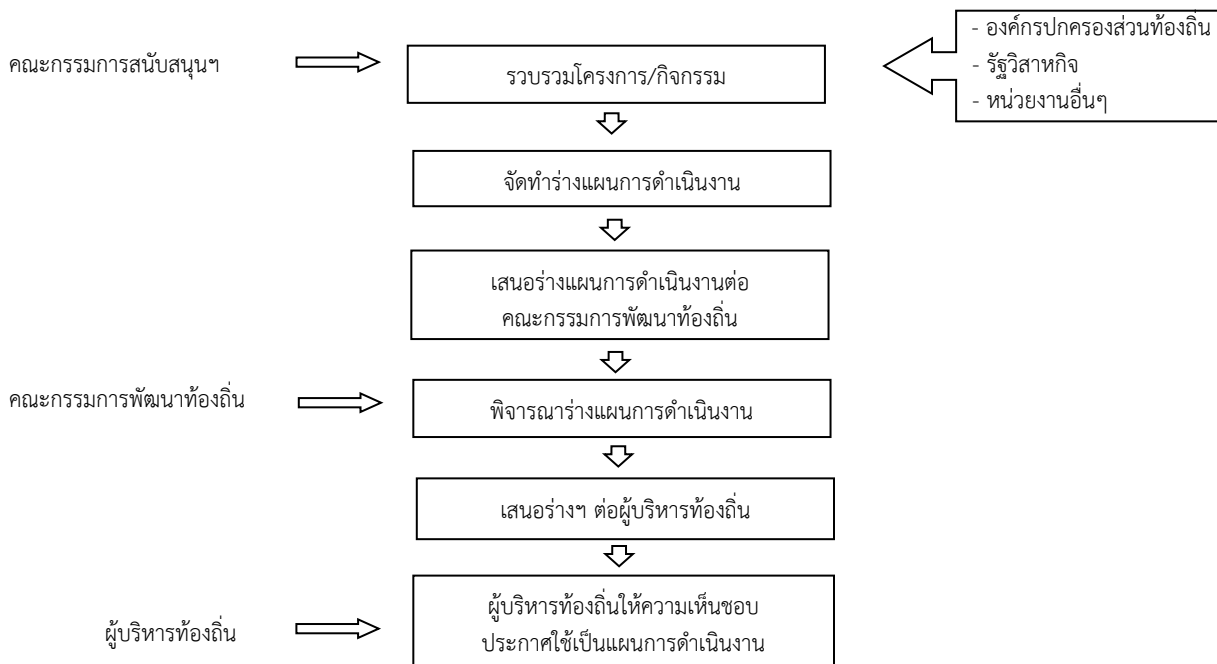 คณะกรรมการสนับสนุนฯ
รวบรวมโครงการ/กิจกรรม
- องค์กรปกครองส่วนท้องถิ่น
- รัฐวิสาหกิจ
- หน่วยงานอื่นๆ
จัดทำร่างแผนการดำเนินงาน
เสนอร่างแผนการดำเนินงานต่อ
คณะกรรมการพัฒนาท้องถิ่น
คณะกรรมการพัฒนาท้องถิ่น
พิจารณาร่างแผนการดำเนินงาน
เสนอร่างฯ ต่อผู้บริหารท้องถิ่น
ผู้บริหารท้องถิ่น
ผู้บริหารท้องถิ่นให้ความเห็นชอบ
ประกาศใช้เป็นแผนการดำเนินงาน